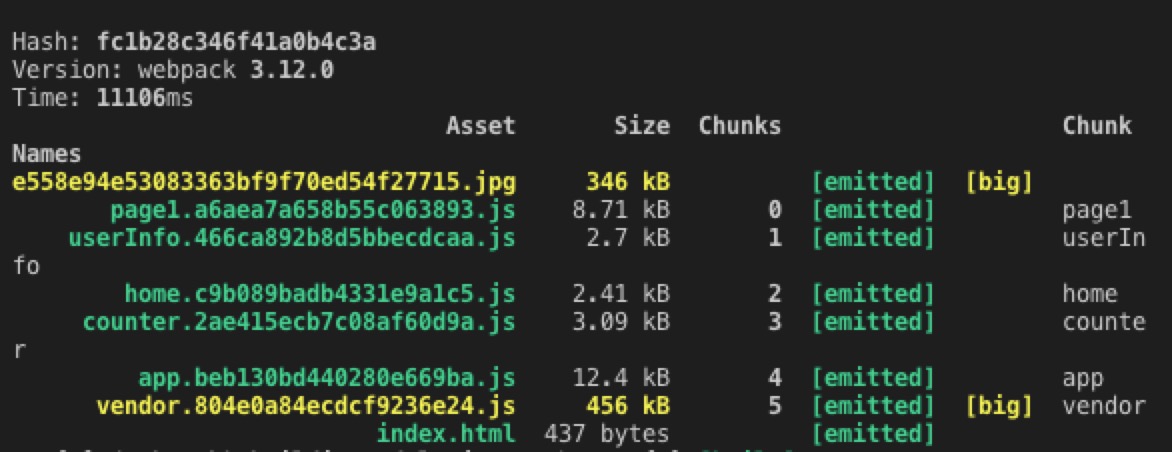 Hash: fc1b28c346f41a0b4c3a
Version: webpack 3.12.0
Time: 11106ms
Asset Size Chunks Chunk
Names
e558e94e53083363bf9f70ed54f27715.jpg 346 kB [emitted] [big]
page1.a6aea7a658b55c063893.js 8.71 kB 0 [emitted] page1
userInfo.466ca892b8d5bbecdcaa.js 2.7 kB 1 [emitted] userIn
fo
home.c9b089badb4331e9a1c5.js 2.41 kB 2 [emitted] home
counter.2ae415ecb7c08af60d9a.js 3.09 kB 3 [emitted] counte
r
app.beb130bd440280e669ba.js 12.4 kB 4 [emitted] app
vendor.804e0a84ecdcf9236e24.js 456 kB 5 [emitted] [big] vendor
index.html 437 bytes [emitted]